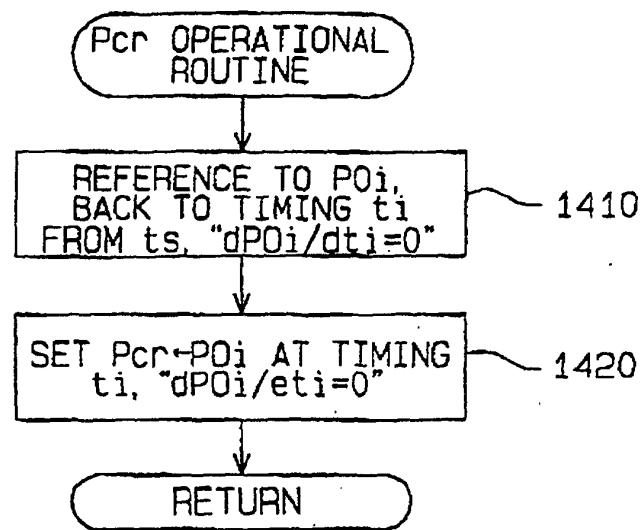 Pcr OPERATIONAL
ROUTINE
REFERENCE TO POi,
BACK TO TIMING ti
FROM ts, "dPOi/dti=0"
1410
SET Pcr←POi AT TIMING
ti, "dPOi/eti=0"
1420
RETURN